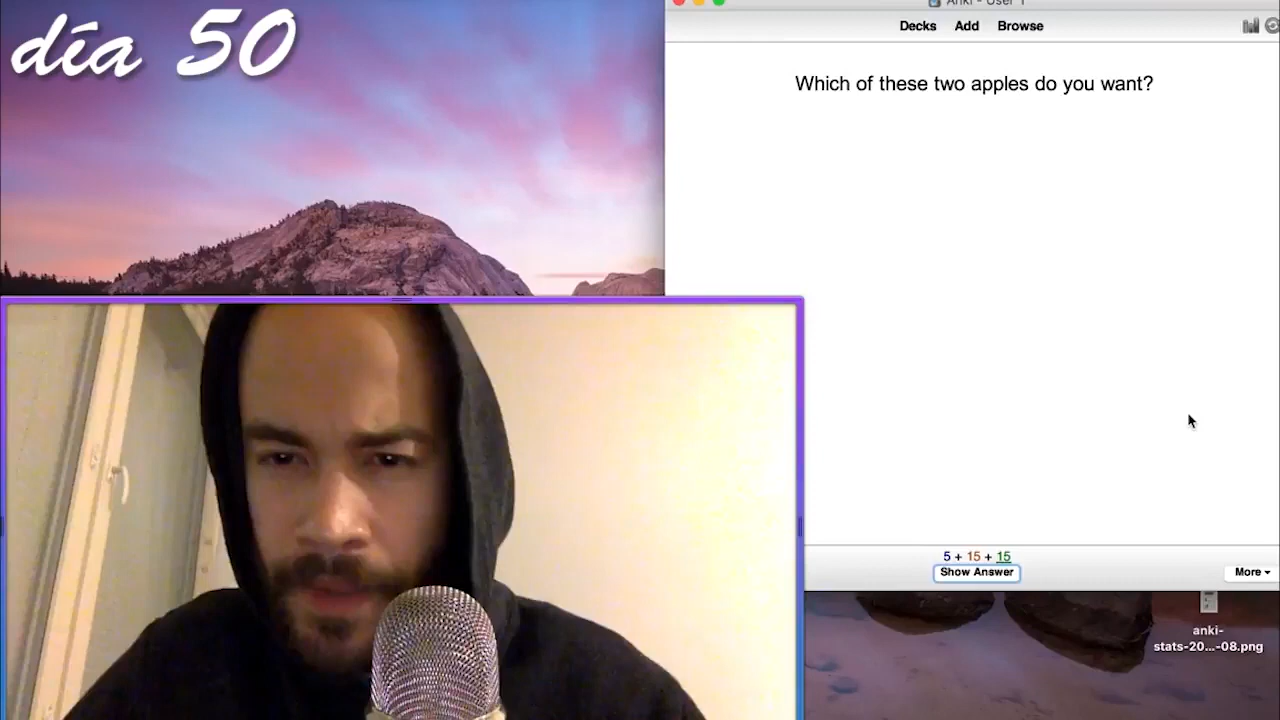 día 50
Anki - User 1
Decks Add Browse
Which of these two apples do you want?
5 + 15 + 15
Show Answer
More
anki-
stats-20...-08.png